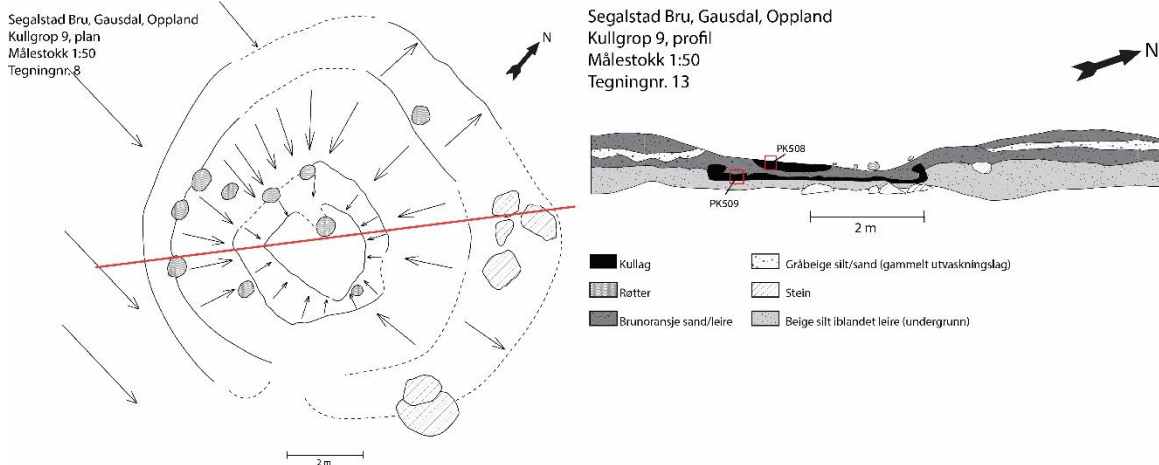 Segalstad Bru, Gausdal, Oppland
Kullgrop 9, plan
Målestokk 1:50
Tegningnr. 8
N
2 m
Segalstad Bru, Gausdal, Oppland
Kullgrop 9, profil
Målestokk 1:50
Tegningnr. 13
N
PK508
PK509
2 m
Kullag
Røtter
Brunoransje sand/leire
Gråbeige silt/sand (gammelt utvaskningslag)
Stein
Beige silt iblandet leire (undergrunn)